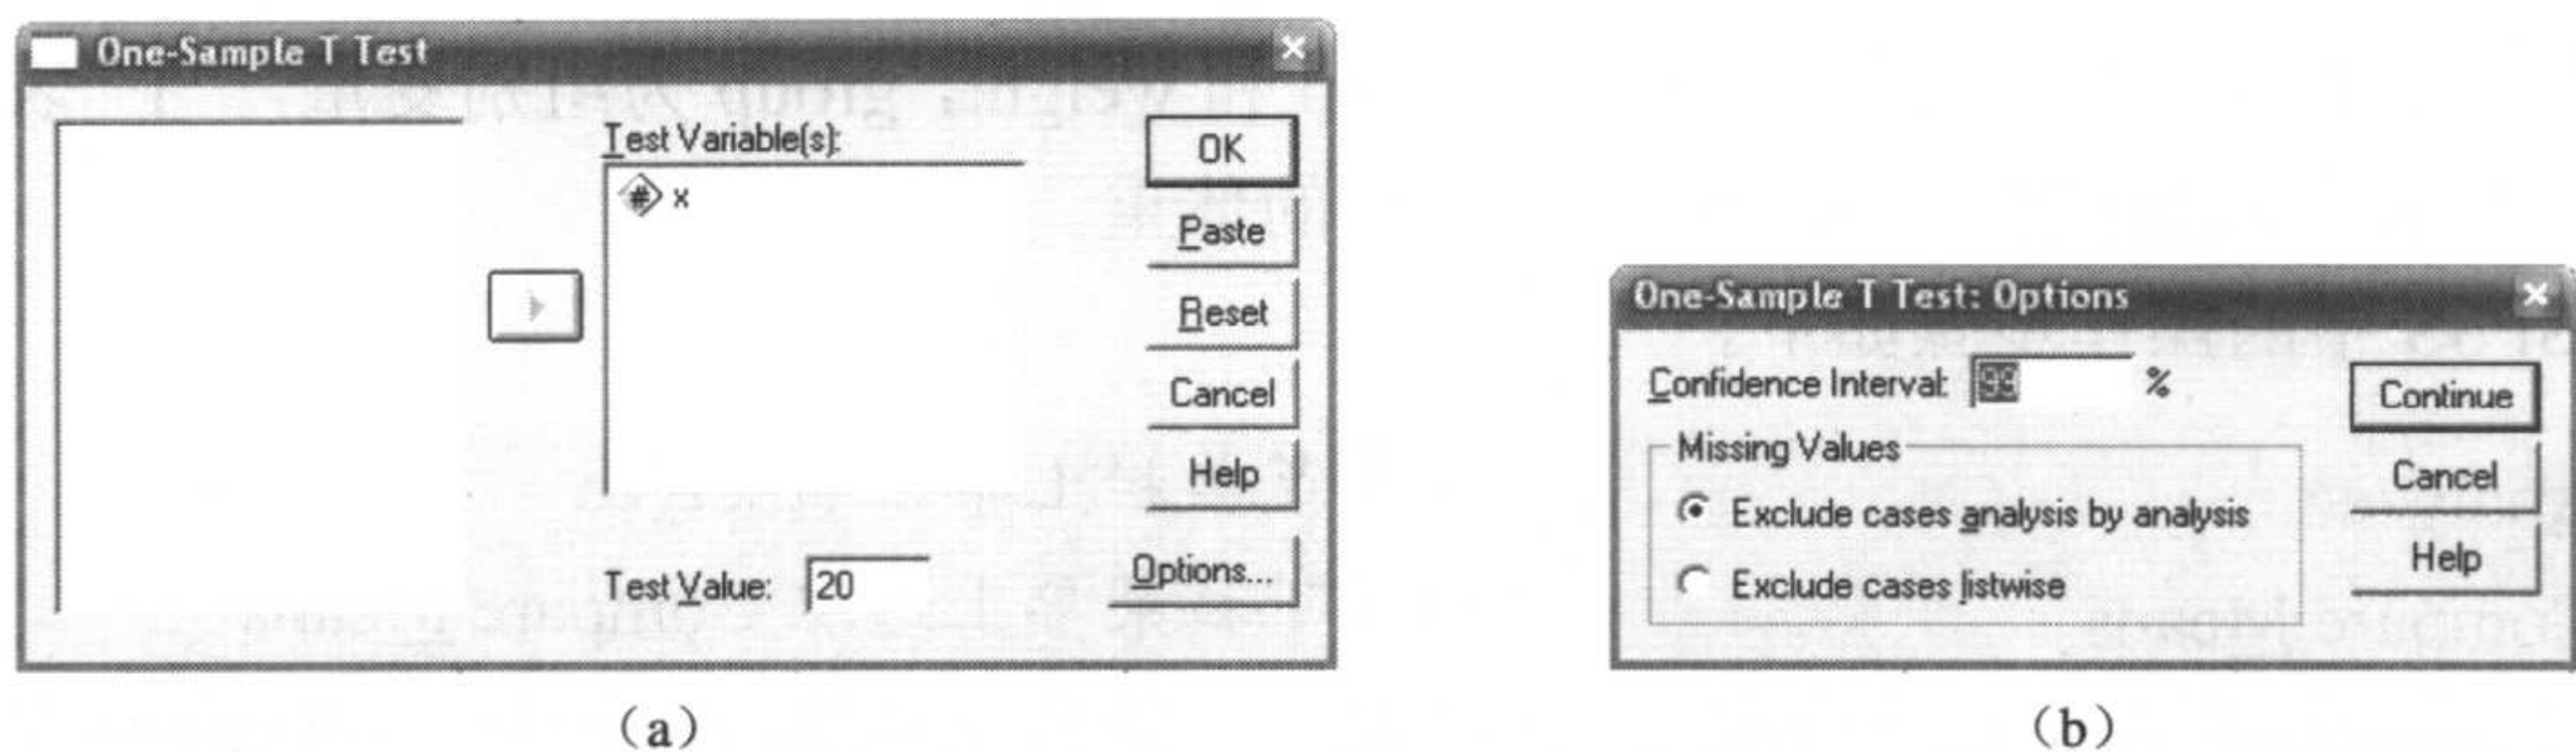 One-Sample T Test
Test Variable(s):
x
OK
Paste
Reset
Cancel
Help
Options...
Test Value: 20
(a)
One-Sample T Test: Options
Confidence Interval: %
Missing Values
Exclude cases analysis by analysis
Exclude cases listwise
Continue
Cancel
Help
(b)